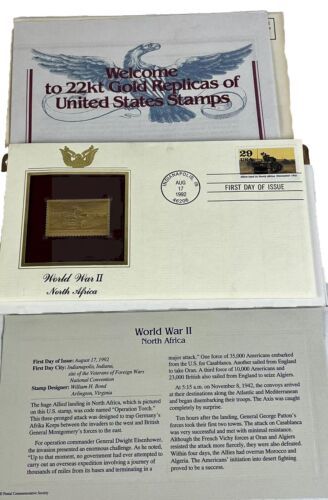 Welcome
to 22kt Gold Replicas of
United States Stamps
INDIANAPOLIS, IN
AUG
17
1992
46206
FIRST DAY OF ISSUE
29
USA
World War II
North Africa
World War II
North Africa
First Day of Issue: August 17, 1992
First Day City: Indianapolis, Indiana,
site of the Veterans of Foreign Wars
National Convention
Stamp Designer: William H. Bond
Arlington, Virginia
The huge Allied landing in North Africa, which is pictured
on this U.S. stamp, was code named "Operation Torch."
This three-pronged attack was designed to trap Germany's
Afrika Korps between the invaders to the west and British
General Montgomery's forces to the east.
For operation commander General Dwight Eisenhower,
the invasion presented an enormous challenge. As he noted,
"Up to that moment, no government had ever attempted to
carry out an overseas expedition involving a journey of
thousands of miles from its bases and terminating in a
major attack." One force of 35,000 Americans embarked
from the U.S. for Casablanca. Another sailed from England
to take Oran. A third force of 10,000 Americans and
23,000 British also sailed from England to seize Algiers.
At 5:15 a.m. on November 8, 1942, the convoys arrived
at their destinations along the Atlantic and Mediterranean
and began disembarking their troops. The Axis was caught
completely by surprise.
Ten hours after the landing, General George Patton's
forces took their first two towns. The attack on Casablanca
was very successful and met with only minimal resistance.
Although the French Vichy forces at Oran and Algiers
resisted the attack more fiercely, they were also defeated.
Within four days, the Allies had overrun Morocco and
Algeria. The Americans' initiation into desert fighting
proved to be a success.
Postal Commemorative Society